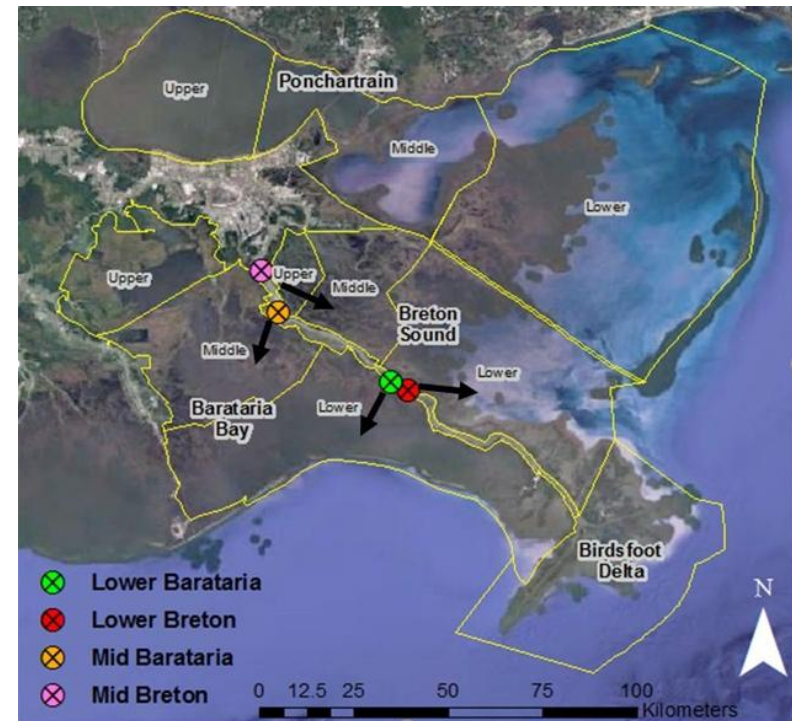 Upper
Ponchartrain
Middle
Lower
Upper
Upper
Middle
Breton
Sound
Middle
Lower
Barataria
Bay
Lower
Birdsfoot
Delta
Lower Barataria
Lower Breton
Mid Barataria
Mid Breton
N
0 12.5 25 50 75 100
Kilometers